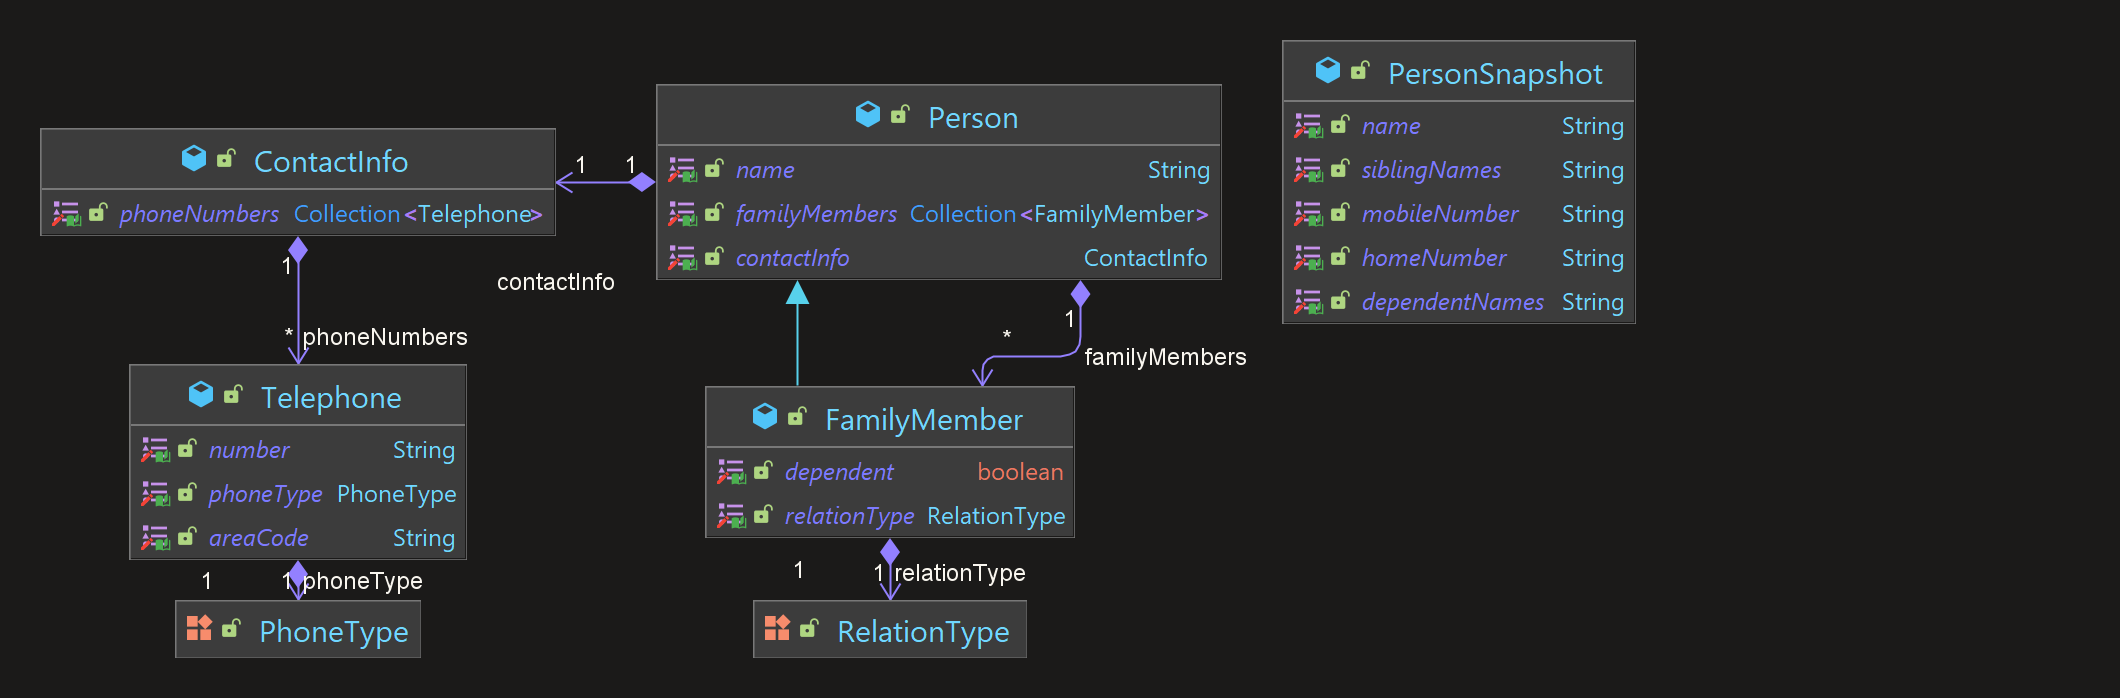 ContactInfo
phoneNumbers Collection<Telephone>
1
* phoneNumbers
Telephone
number String
phoneType PhoneType
areaCode String
1 1 phoneType
PhoneType
1 1
contactInfo
Person
name String
familyMembers Collection<FamilyMember>
contactInfo ContactInfo
1
*
familyMembers
FamilyMember
dependent boolean
relationType RelationType
1 1 relationType
RelationType
PersonSnapshot
name String
siblingNames String
mobileNumber String
homeNumber String
dependentNames String